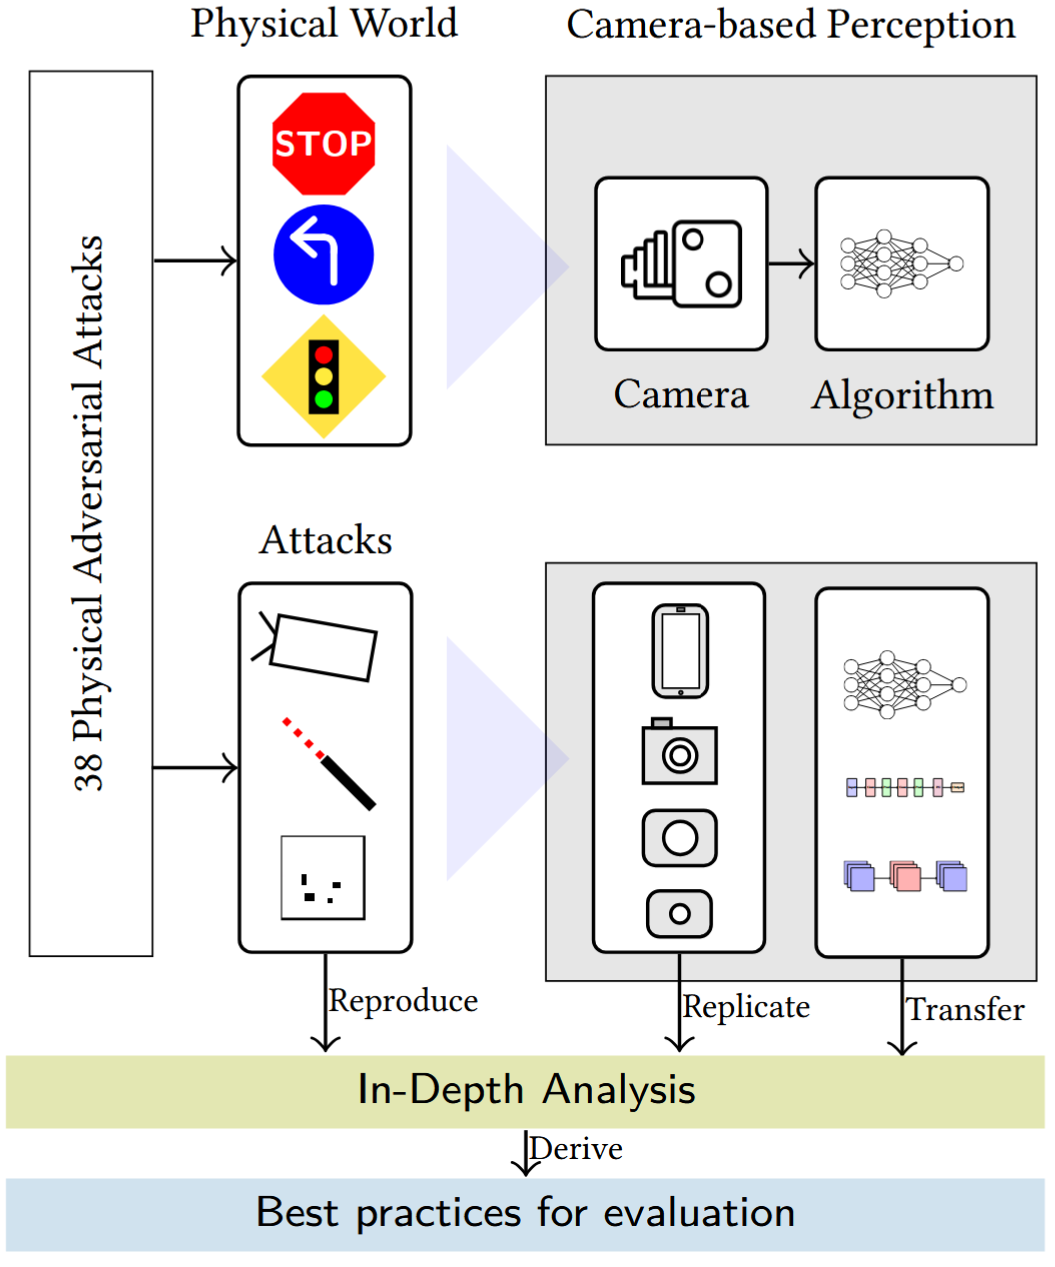 Physical World
Camera-based Perception
38 Physical Adversarial Attacks
STOP
Camera
Algorithm
Attacks
Reproduce
Replicate
Transfer
In-Depth Analysis
Derive
Best practices for evaluation